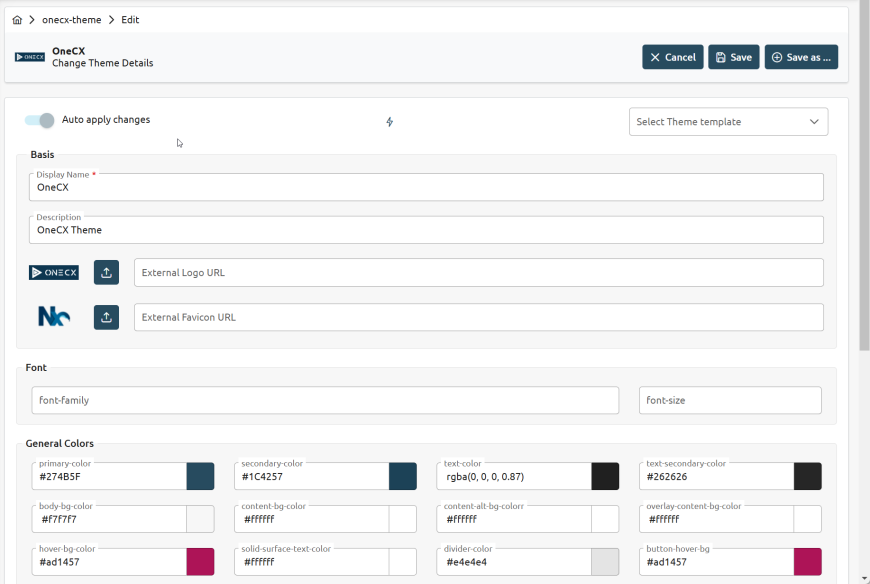 onecx-theme > Edit
ONECX
OneCX
Change Theme Details
Cancel
Save
Save as ...
Auto apply changes
Select Theme template
Basis
Display Name *
OneCX
Description
OneCX Theme
ONECX
External Logo URL
External Favicon URL
Font
font-family
font-size
General Colors
primary-color
#274B5F
secondary-color
#1C4257
text-color
rgba(0, 0, 0, 0.87)
text-secondary-color
#262626
body-bg-color
#f7f7f7
content-bg-color
#ffffff
content-alt-bg-colorr
#ffffff
overlay-content-bg-color
#ffffff
hover-bg-color
#ad1457
solid-surface-text-color
#ffffff
divider-color
#e4e4e4
button-hover-bg
#ad1457